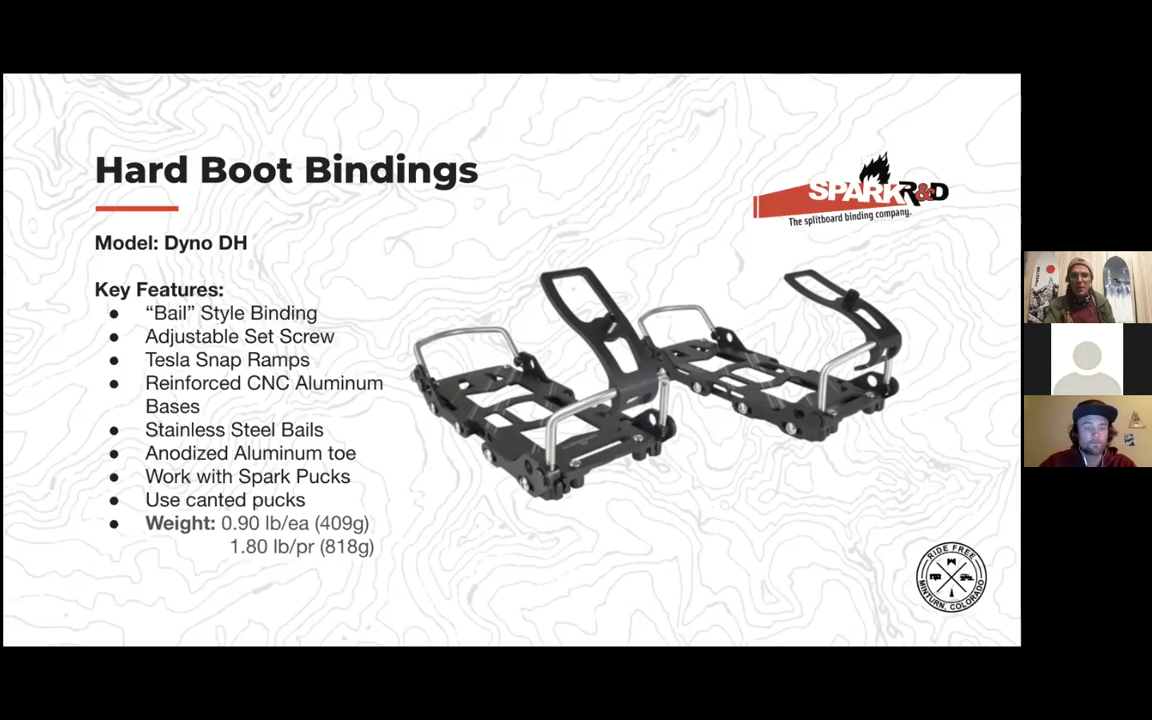 Hard Boot Bindings
SPARK R&D
The splitboard binding company.
Model: Dyno DH
Key Features:
● “Bail” Style Binding
● Adjustable Set Screw
● Tesla Snap Ramps
● Reinforced CNC Aluminum
Bases
● Stainless Steel Bails
● Anodized Aluminum toe
● Work with Spark Pucks
● Use canted pucks
● Weight: 0.90 lb/ea (409g)
1.80 lb/pr (818g)
RIDE FREE
MINTURN, COLORADO